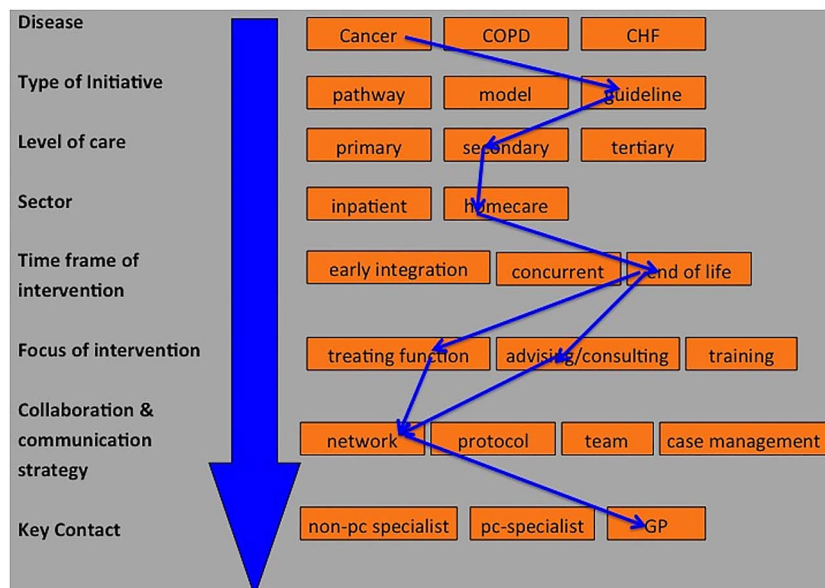 Disease
Cancer COPD CHF
Type of Initiative
pathway model guideline
Level of care
primary secondary tertiary
Sector
inpatient homecare
Time frame of
intervention
early integration concurrent end of life
Focus of intervention
treating function advising/consulting training
Collaboration &
communication
strategy
network protocol team case management
Key Contact
non-pc specialist pc-specialist GP